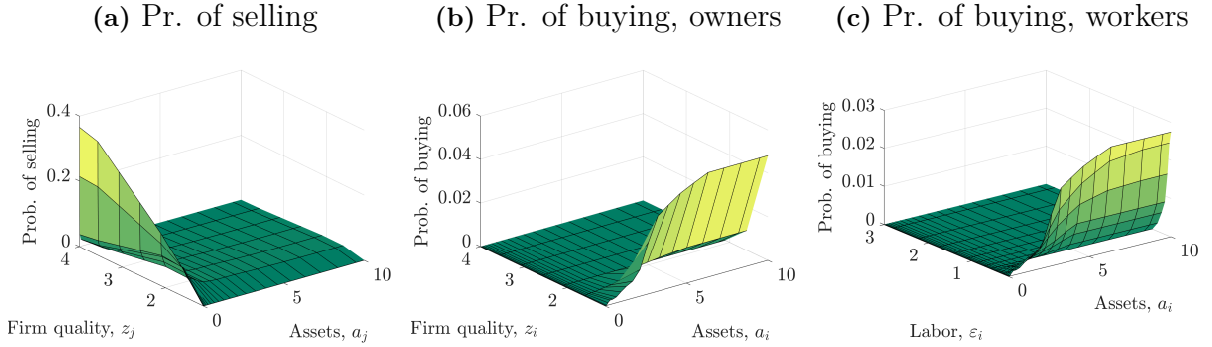 (a) Pr. of selling
Prob. of selling
0.4
0.2
0
4
3
2
0
5
10
Firm quality, z_j
Assets, a_j
(b) Pr. of buying, owners
Prob. of buying
0.06
0.04
0.02
0
4
3
2
0
5
10
Firm quality, z_i
Assets, a_i
(c) Pr. of buying, workers
Prob. of buying
0.03
0.02
0.01
0
3
2
1
0
5
10
Labor, ε_i
Assets, a_i